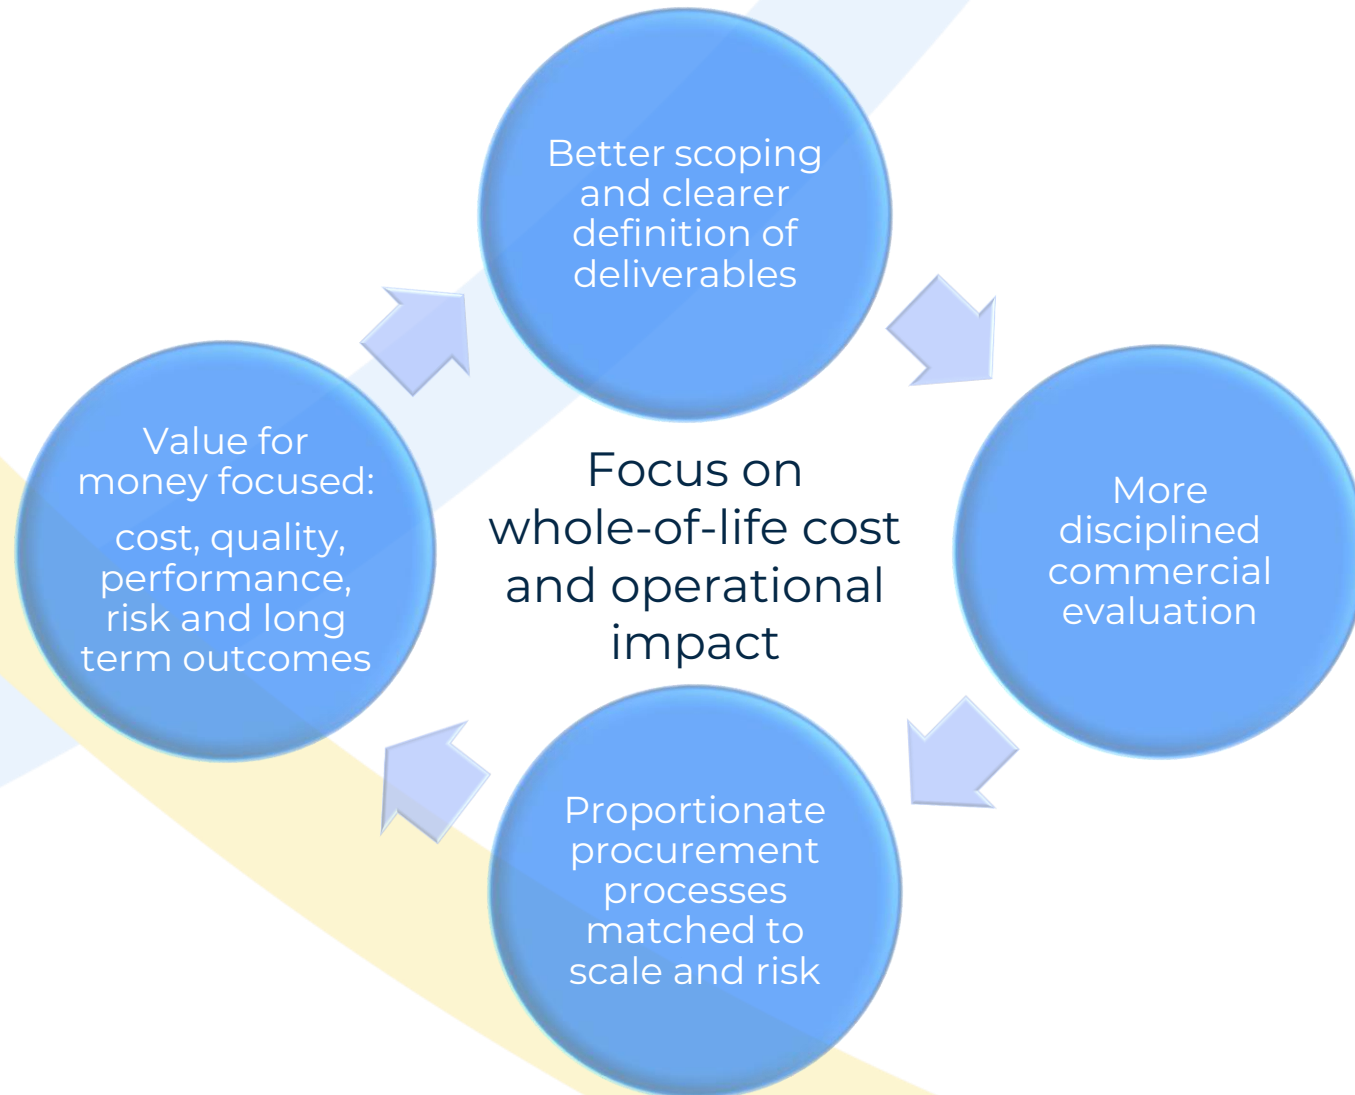 Better scoping
and clearer
definition of
deliverables
Value for
money focused:
cost, quality,
performance,
risk and long
term outcomes
Focus on
whole-of-life cost
and operational
impact
More
disciplined
commercial
evaluation
Proportionate
procurement
processes
matched to
scale and risk